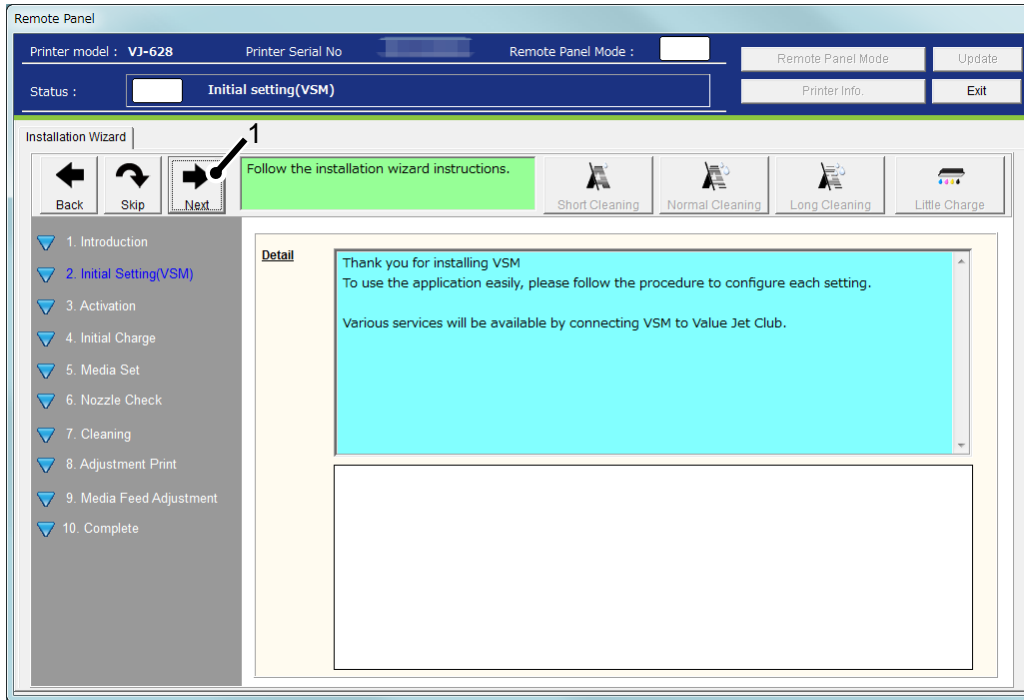 Remote Panel
Printer model : VJ-628 Printer Serial No Remote Panel Mode :
Remote Panel Mode Update
Status : Initial setting(VSM)
Printer Info. Exit
Installation Wizard
1
Follow the installation wizard instructions.
Back Skip Next Short Cleaning Normal Cleaning Long Cleaning Little Charge
1. Introduction
2. Initial Setting(VSM)
3. Activation
4. Initial Charge
5. Media Set
6. Nozzle Check
7. Cleaning
8. Adjustment Print
9. Media Feed Adjustment
10. Complete
Detail
Thank you for installing VSM
To use the application easily, please follow the procedure to configure each setting.
Various services will be available by connecting VSM to Value Jet Club.